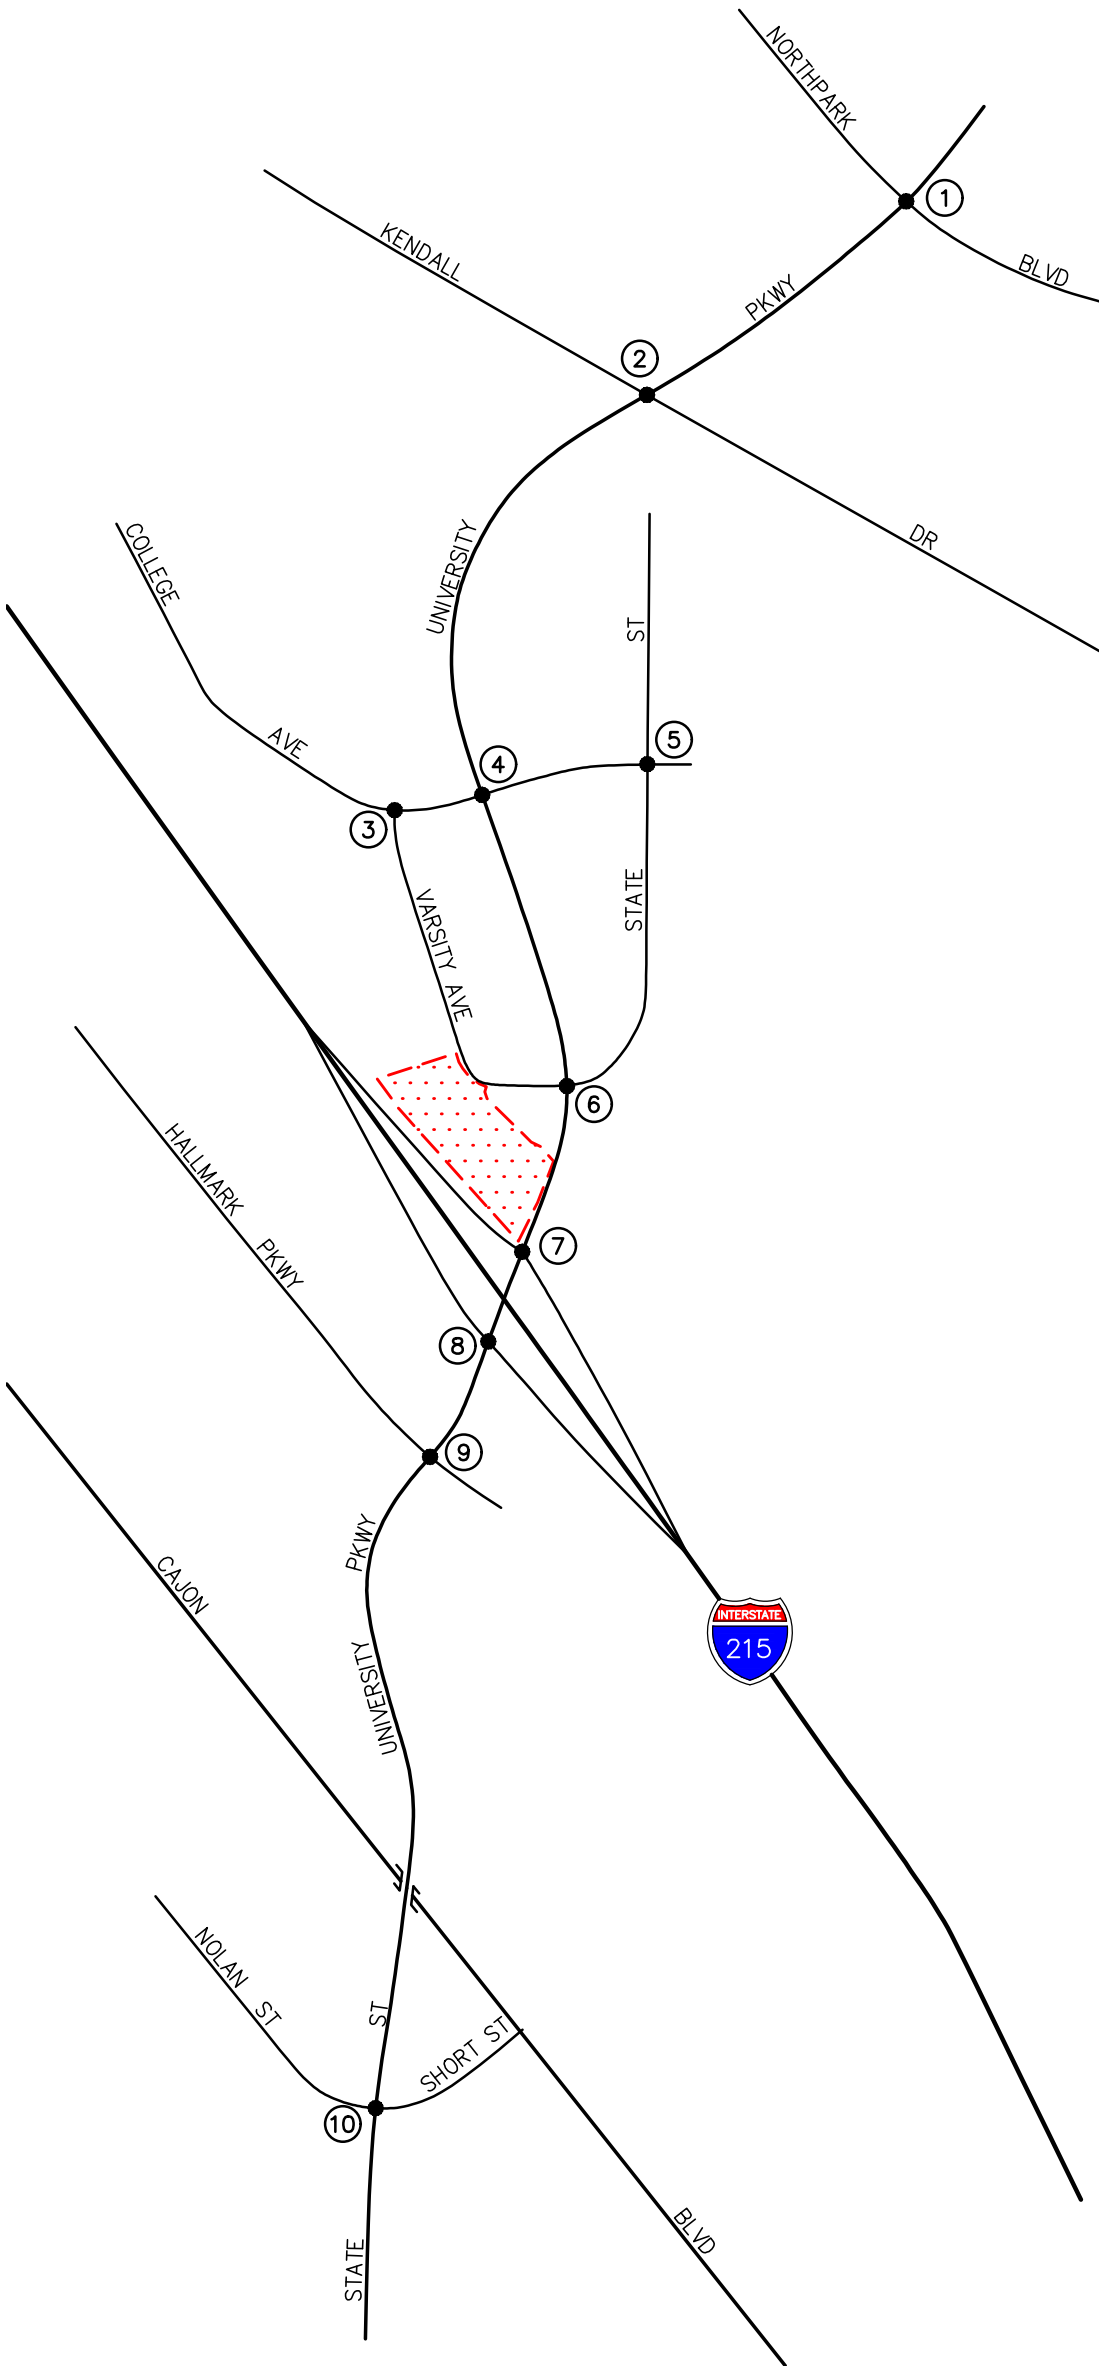 NORTHPARK
1
BLVD
KENDALL
PKWY
2
DR
COLLEGE
UNIVERSITY
ST
AVE
4
5
3
VARSITY AVE
STATE
6
HALLMARK
PKWY
7
8
9
PKWY
CAJON
INTERSTATE
215
UNIVERSITY
NOLAN ST
ST
SHORT ST
10
BLVD
STATE